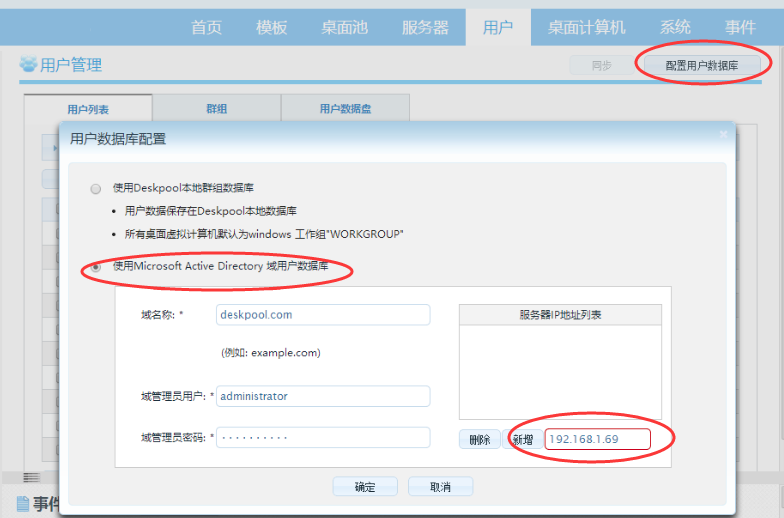 首页 模板 桌面池 服务器 用户 桌面计算机 系统 事件
用户管理 同步 配置用户数据库
用户列表 群组 用户数据盘
用户数据库配置
使用Deskpool本地群组数据库
• 用户数据保存在Deskpool本地数据库
• 所有桌面虚拟计算机默认为windows 工作组"WORKGROUP"
使用Microsoft Active Directory 域用户数据库
域名称: * deskpool.com 服务器IP地址列表
(例如: example.com)
域管理员用户: * administrator
域管理员密码: * ·········· 删除 新增 192.168.1.69
确定 取消
事件